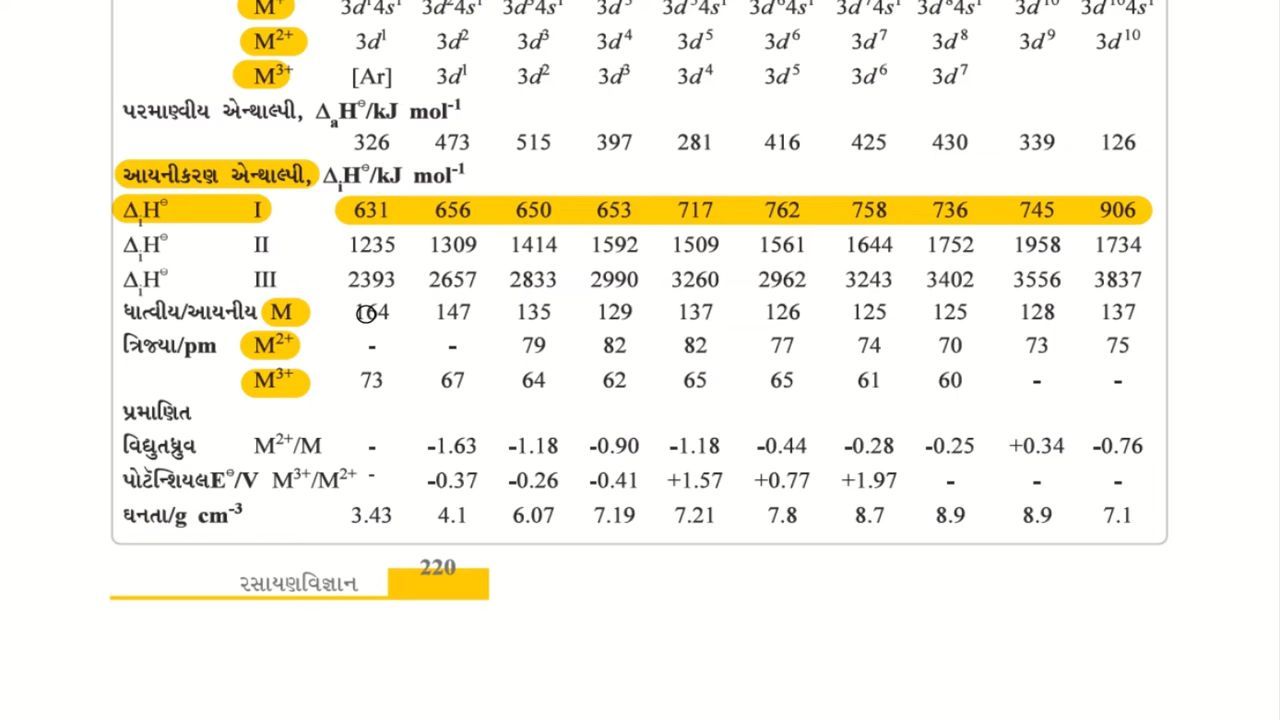 M⁺ 3d¹4s¹ 3d²4s¹ 3d³4s¹ 3d⁵ 3d⁵4s¹ 3d⁶4s¹ 3d⁷4s¹ 3d⁸4s¹ 3d¹⁰ 3d¹⁰4s¹
M²⁺ 3d¹ 3d² 3d³ 3d⁴ 3d⁵ 3d⁶ 3d⁷ 3d⁸ 3d⁹ 3d¹⁰
M³⁺ [Ar] 3d¹ 3d² 3d³ 3d⁴ 3d⁵ 3d⁶ 3d⁷
પરમાણ્વીય એન્થાલ્પી, ΔₐH⊖/kJ mol⁻¹
326 473 515 397 281 416 425 430 339 126
આયનીકરણ એન્થાલ્પી, ΔᵢH⊖/kJ mol⁻¹
ΔᵢH⊖ I 631 656 650 653 717 762 758 736 745 906
ΔᵢH⊖ II 1235 1309 1414 1592 1509 1561 1644 1752 1958 1734
ΔᵢH⊖ III 2393 2657 2833 2990 3260 2962 3243 3402 3556 3837
ધાત્વીય/આયનીય M 164 147 135 129 137 126 125 125 128 137
ત્રિજ્યા/pm M²⁺ - - 79 82 82 77 74 70 73 75
M³⁺ 73 67 64 62 65 65 61 60 - -
પ્રમાણિત
વિદ્યુતધ્રુવ M²⁺/M - -1.63 -1.18 -0.90 -1.18 -0.44 -0.28 -0.25 +0.34 -0.76
પોટૅન્શિયલE⊖/V M³⁺/M²⁺ - -0.37 -0.26 -0.41 +1.57 +0.77 +1.97 - - -
ઘનતા/g cm⁻³ 3.43 4.1 6.07 7.19 7.21 7.8 8.7 8.9 8.9 7.1
220
રસાયણવિજ્ઞાન